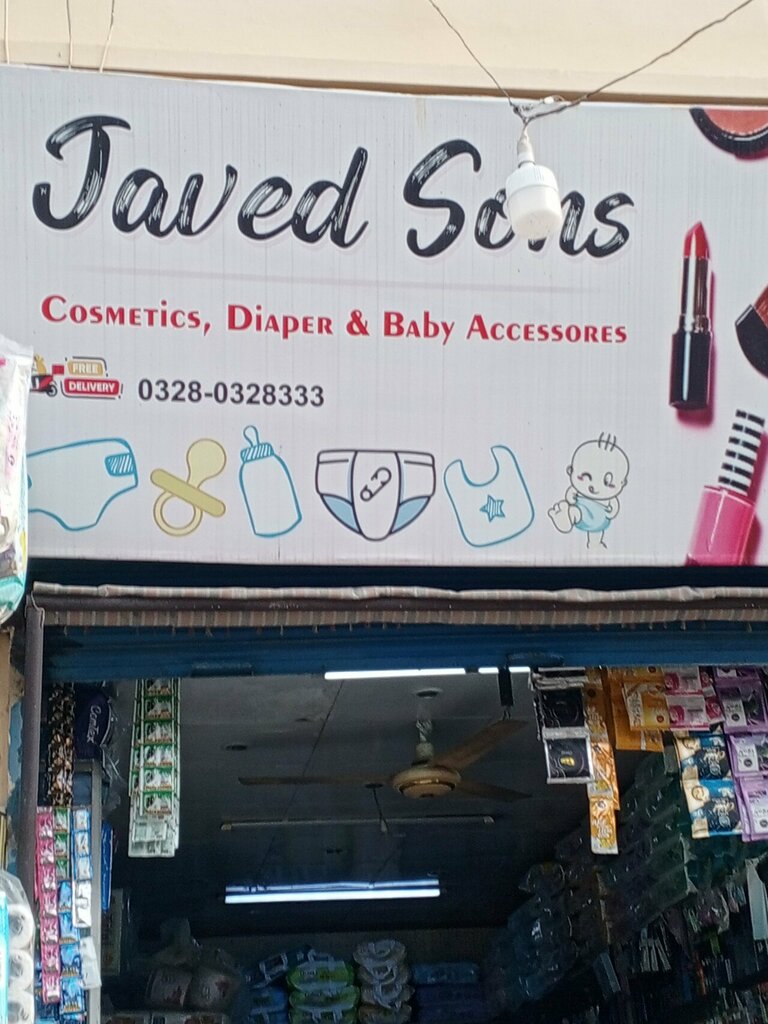 Javed Sons
Cosmetics, Diaper & Baby Accessores
FREE
DELIVERY
0328-0328333